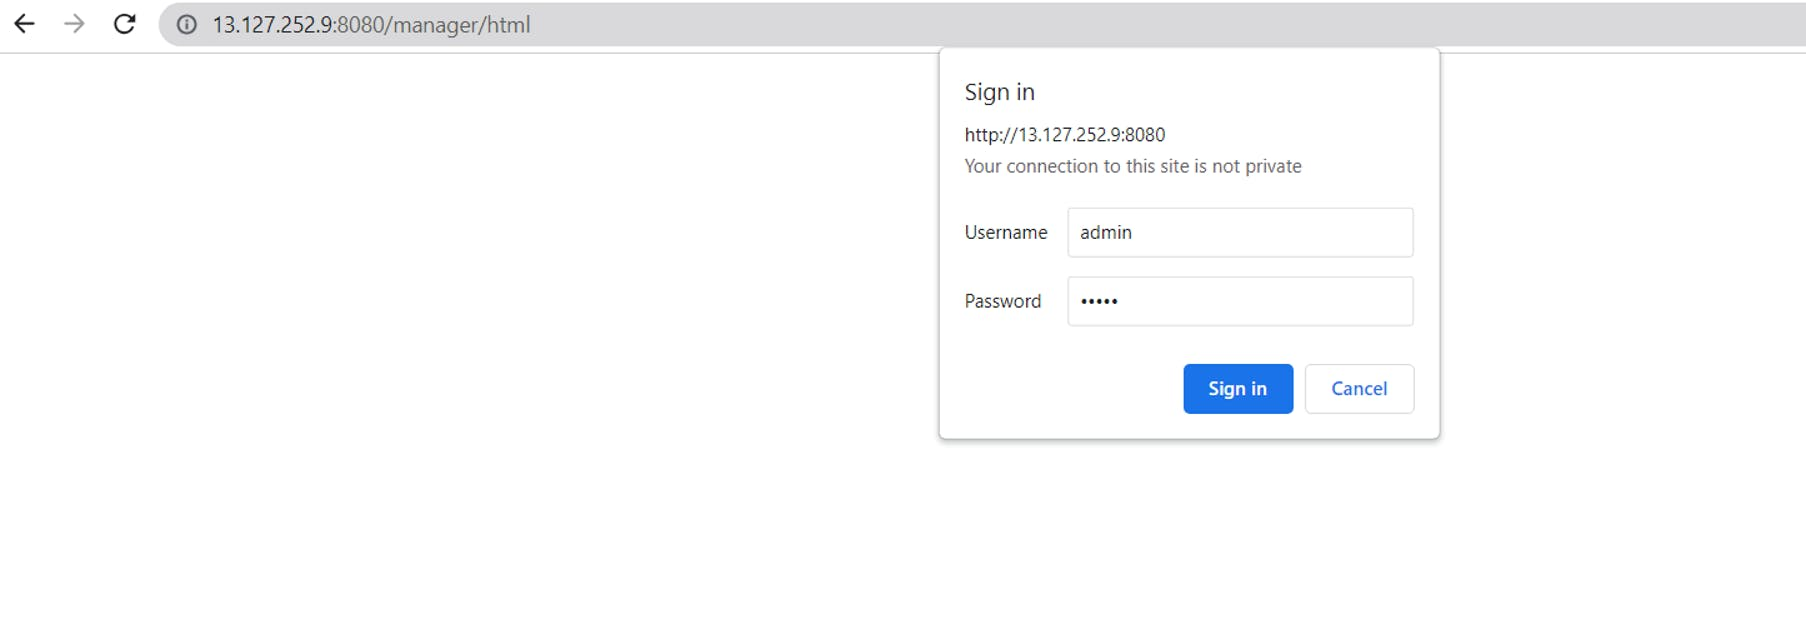 13.127.252.9:8080/manager/html
Sign in
http://13.127.252.9:8080
Your connection to this site is not private
Username admin
Password •••••
Sign in Cancel